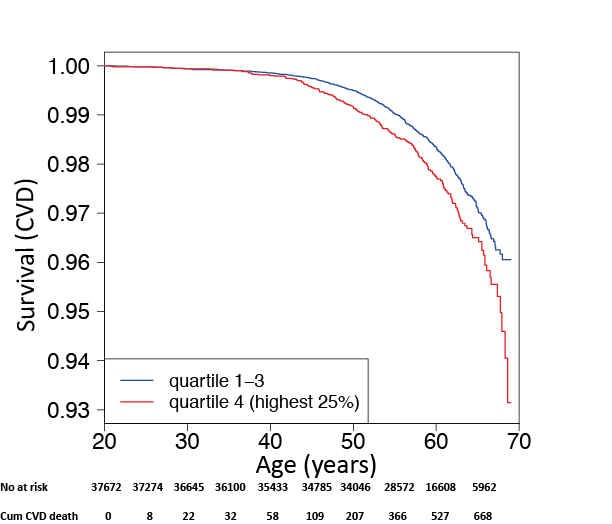 1.00
0.99
0.98
0.97
0.96
0.95
0.94
0.93
Survival (CVD)
quartile 1–3
quartile 4 (highest 25%)
20 30 40 50 60 70
Age (years)
No at risk 37672 37274 36645 36100 35433 34785 34046 28572 16608 5962
Cum CVD death 0 8 22 32 58 109 207 366 527 668